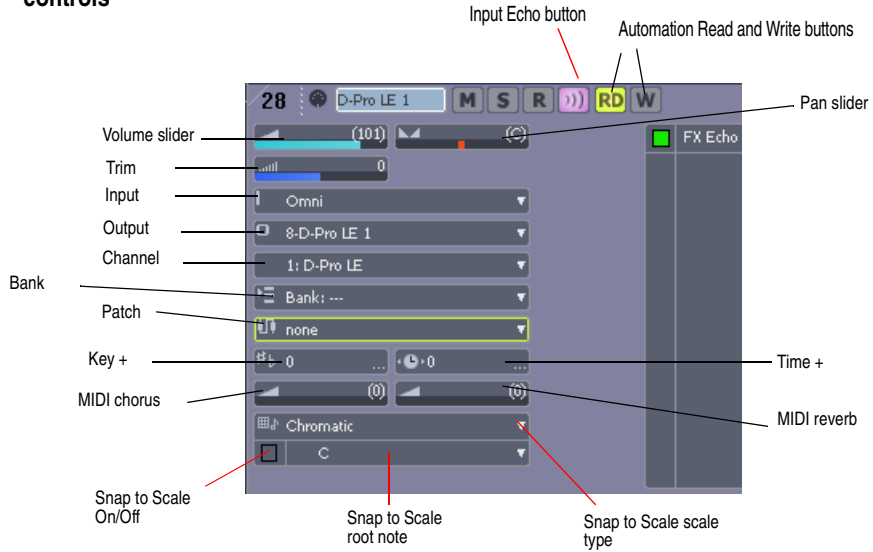 controls
Input Echo button
Automation Read and Write buttons
28 D-Pro LE 1 M S R RD W
Pan slider
Volume slider (101) (C) FX Echo
Trim 0
Input Omni
Output 8-D-Pro LE 1
Channel 1: D-Pro LE
Bank Bank: ---
Patch none
Key + 0 ... 0 ... Time +
MIDI chorus (0) (0) MIDI reverb
Chromatic
C
Snap to Scale
On/Off
Snap to Scale
root note
Snap to Scale scale
type